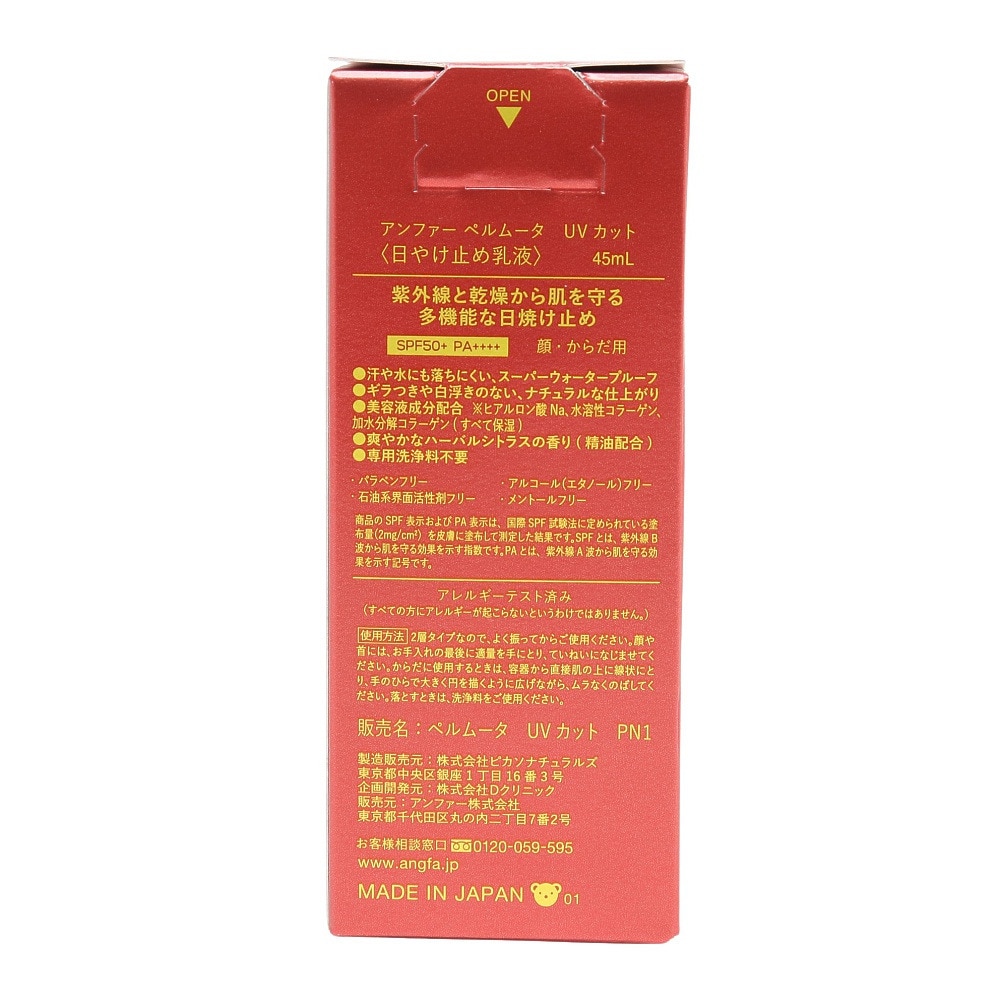 OPEN
アンファー ペルムータ UVカット
〈日やけ止め乳液〉 45mL
紫外線と乾燥から肌を守る
多機能な日焼け止め
SPF50+ PA++++ 顔・からだ用
●汗や水にも落ちにくい、スーパーウォータープルーフ
●ギラつきや白浮きのない、ナチュラルな仕上がり
●美容液成分配合 ※ヒアルロン酸Na、水溶性コラーゲン、
加水分解コラーゲン(すべて保湿)
●爽やかなハーバルシトラスの香り(精油配合)
●専用洗浄料不要
・パラベンフリー ・アルコール(エタノール)フリー
・石油系界面活性剤フリー ・メントールフリー
商品のSPF表示およびPA表示は、国際SPF試験法に定められている塗
布量(2mg/cm²)を皮膚に塗布して測定した結果です。SPFとは、紫外線B
波から肌を守る効果を示す指数です。PAとは、紫外線A波から肌を守る効
果を示す記号です。
アレルギーテスト済み
(すべての方にアレルギーが起こらないというわけではありません。)
使用方法 2層タイプなので、よく振ってからご使用ください。顔や
首には、お手入れの最後に適量を手にとり、ていねいになじませてく
ださい。からだに使用するときは、容器から直接肌の上に線状にと
り、手のひらで大きく円を描くように広げながら、ムラなくのばしてく
ださい。落とすときは、洗浄料をご使用ください。
販売名：ペルムータ UVカット PN1
製造販売元：株式会社ピカソナチュラルズ
東京都中央区銀座1丁目16番3号
企画開発元：株式会社Dクリニック
販売元：アンファー株式会社
東京都千代田区丸の内二丁目7番2号
お客様相談窓口 0120-059-595
www.angfa.jp
MADE IN JAPAN 01